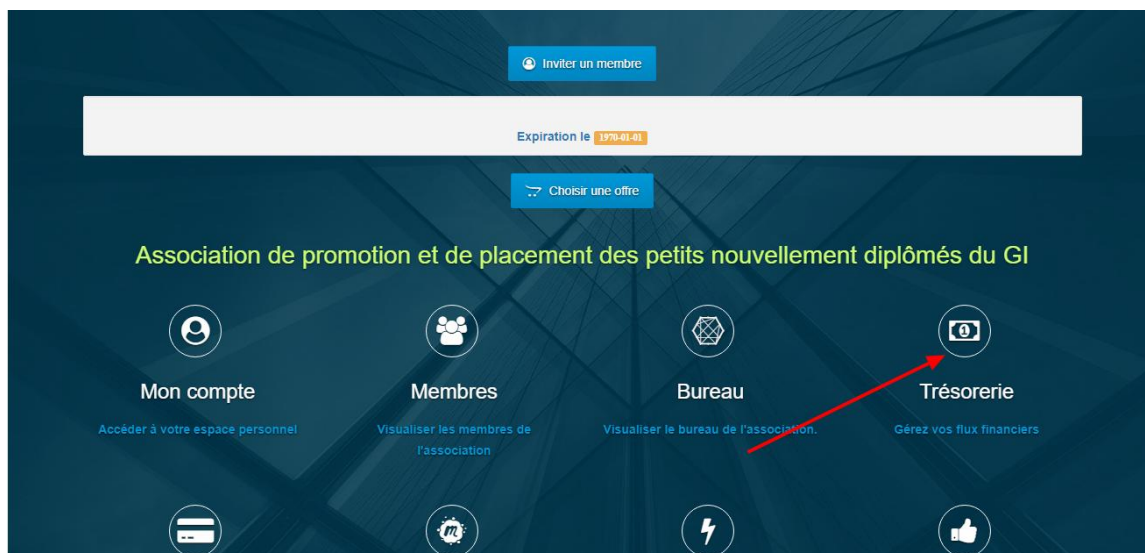 Inviter un membre
Expiration le 1970-01-01
Choisir une offre
Association de promotion et de placement des petits nouvellement diplômés du GI
Mon compte
Membres
Bureau
Trésorerie
Accéder à votre espace personnel
Visualiser les membres de
l'association
Visualiser le bureau de l'association.
Gérez vos flux financiers